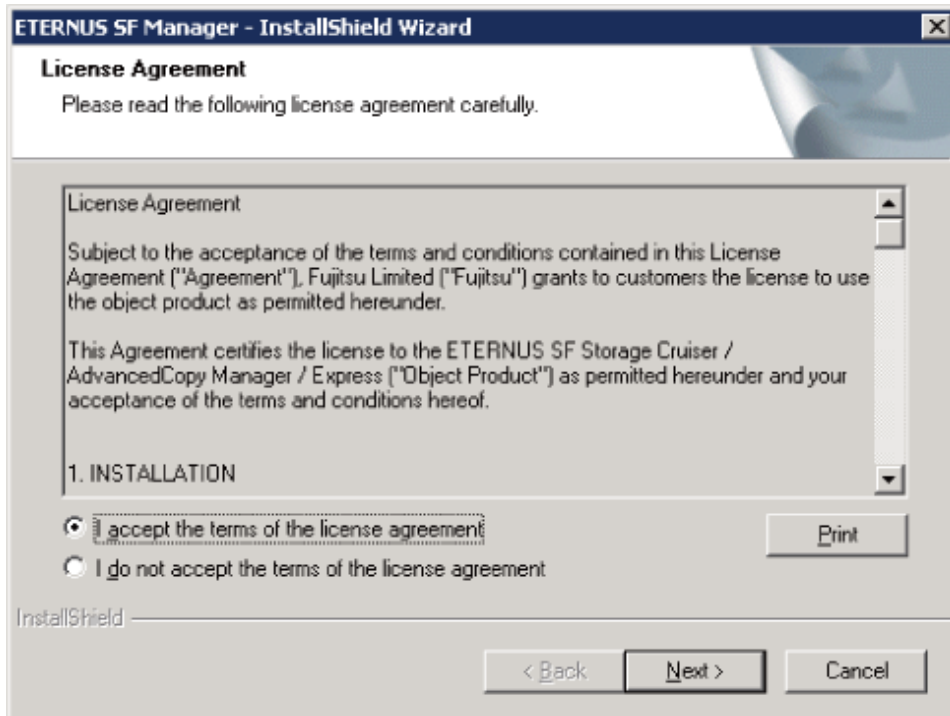 ETERNUS SF Manager - InstallShield Wizard
License Agreement
Please read the following license agreement carefully.
License Agreement
Subject to the acceptance of the terms and conditions contained in this License
Agreement ("Agreement"), Fujitsu Limited ("Fujitsu") grants to customers the license to use
the object product as permitted hereunder.
This Agreement certifies the license to the ETERNUS SF Storage Cruiser /
AdvancedCopy Manager / Express ("Object Product") as permitted hereunder and your
acceptance of the terms and conditions hereof.
1. INSTALLATION
I accept the terms of the license agreement
Print
I do not accept the terms of the license agreement
InstallShield
< Back
Next >
Cancel